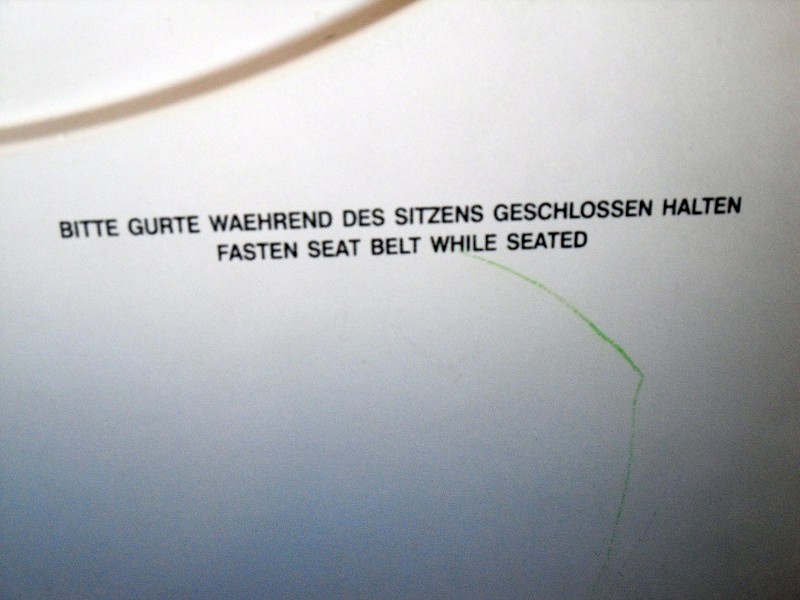 BITTE GURTE WAEHREND DES SITZENS GESCHLOSSEN HALTEN
FASTEN SEAT BELT WHILE SEATED